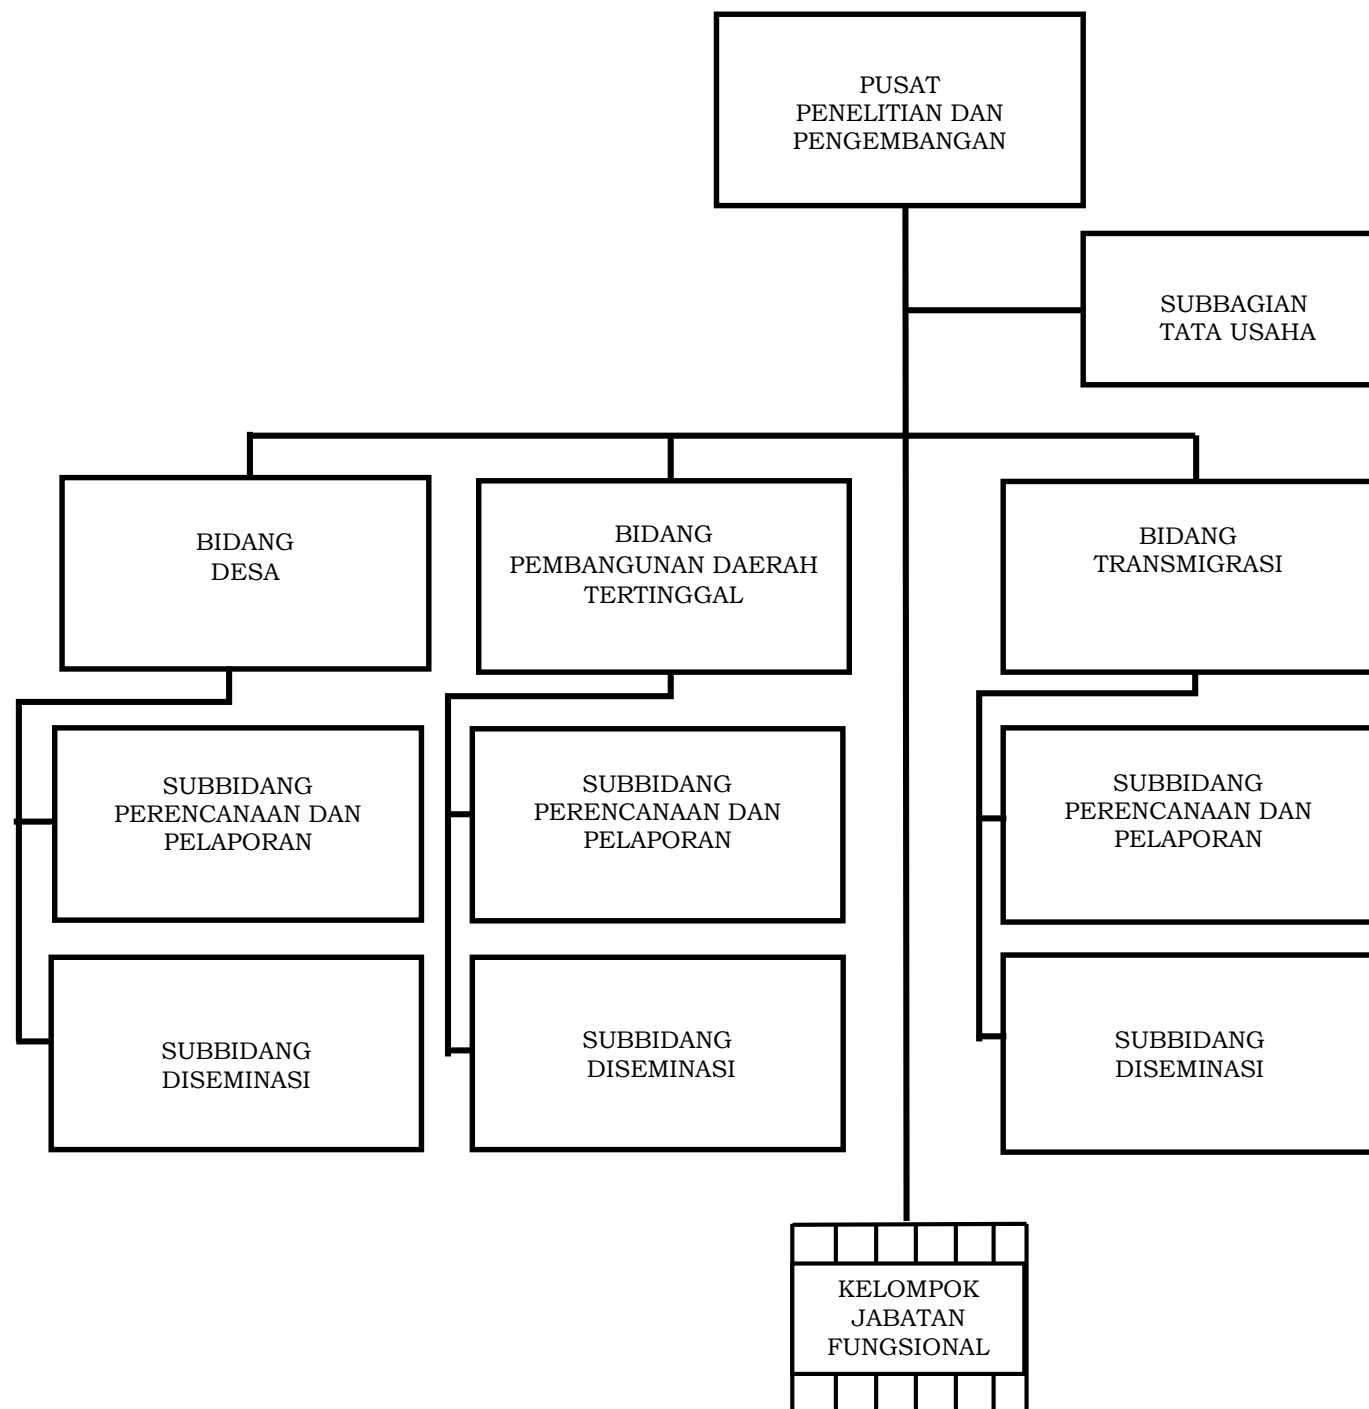 PUSAT
PENELITIAN DAN
PENGEMBANGAN
SUBBAGIAN
TATA USAHA
BIDANG
DESA
BIDANG
PEMBANGUNAN DAERAH
TERTINGGAL
BIDANG
TRANSMIGRASI
SUBBIDANG
PERENCANAAN DAN
PELAPORAN
SUBBIDANG
PERENCANAAN DAN
PELAPORAN
SUBBIDANG
PERENCANAAN DAN
PELAPORAN
SUBBIDANG
DISEMINASI
SUBBIDANG
DISEMINASI
SUBBIDANG
DISEMINASI
KELOMPOK
JABATAN
FUNGSIONAL